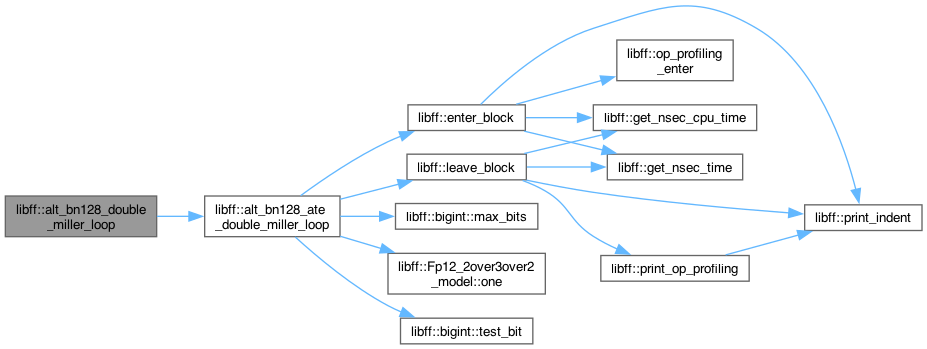 libff::alt_bn128_double
_miller_loop
libff::alt_bn128_ate
_double_miller_loop
libff::enter_block
libff::leave_block
libff::bigint::max_bits
libff::Fp12_2over3over2
_model::one
libff::bigint::test_bit
libff::op_profiling
_enter
libff::get_nsec_cpu_time
libff::get_nsec_time
libff::print_op_profiling
libff::print_indent